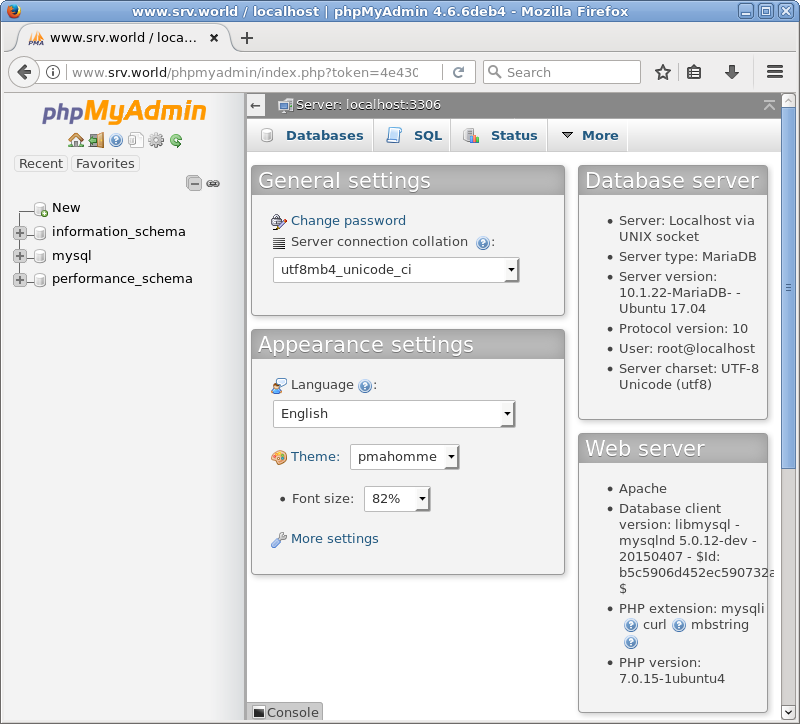 www.srv.world / localhost | phpMyAdmin 4.6.6deb4 - Mozilla Firefox
www.srv.world / loca...
www.srv.world/phpmyadmin/index.php?token=4e430
Search
phpMyAdmin
Recent
Favorites
New
information_schema
mysql
performance_schema
Server: localhost:3306
Databases
SQL
Status
More
General settings
Change password
Server connection collation :
utf8mb4_unicode_ci
Appearance settings
Language :
English
Theme:
pmahomme
• Font size:
82%
More settings
Database server
• Server: Localhost via
UNIX socket
• Server type: MariaDB
• Server version:
10.1.22-MariaDB- -
Ubuntu 17.04
• Protocol version: 10
• User: root@localhost
• Server charset: UTF-8
Unicode (utf8)
Web server
• Apache
• Database client
version: libmysql -
mysqlnd 5.0.12-dev -
20150407 - $Id:
b5c5906d452ec590732a
$
• PHP extension: mysqli
curl mbstring
• PHP version:
7.0.15-1ubuntu4
Console